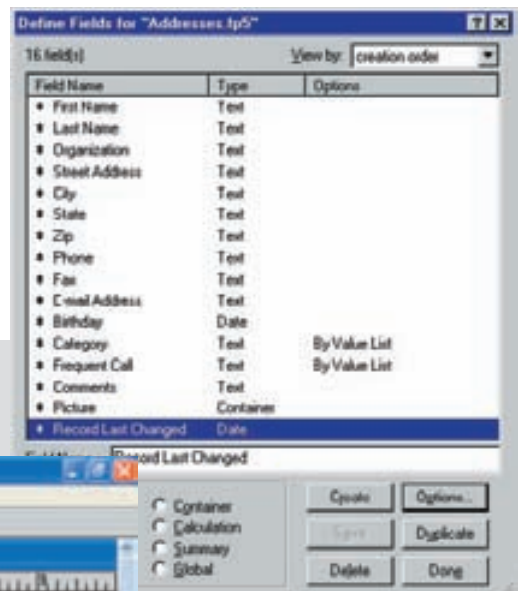 Define Fields for "Addresses.fp5"
16 field(s) View by: creation order
Field Name Type Options
First Name Text
Last Name Text
Organization Text
Street Address Text
City Text
State Text
Zip Text
Phone Text
Fax Text
E-mail Address Text
Birthday Date
Category Text By Value List
Frequent Call Text By Value List
Comments Text
Picture Container
Record Last Changed Date
Record Last Changed
Container
Calculation
Summary
Global
Create Options...
Save Duplicate
Delete Done